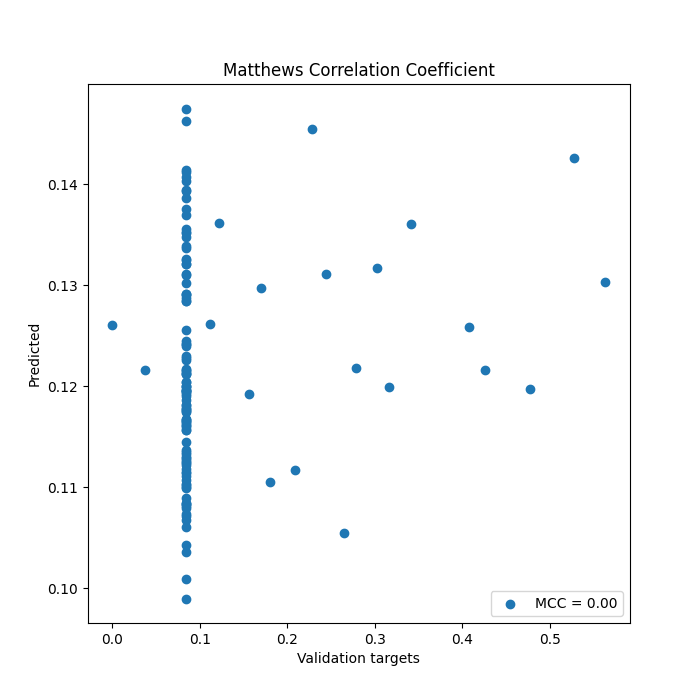 Matthews Correlation Coefficient
Predicted
0.14
0.13
0.12
0.11
0.10
MCC = 0.00
0.0 0.1 0.2 0.3 0.4 0.5
Validation targets